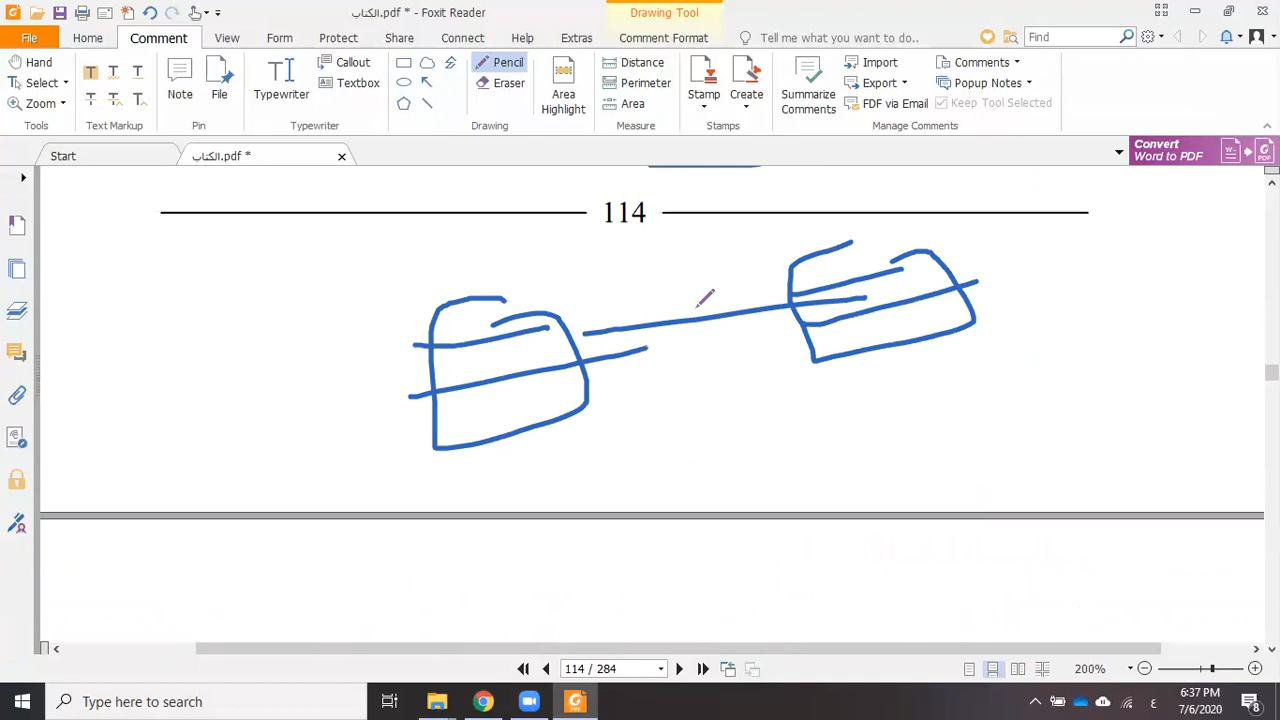 الكتاب.pdf * - Foxit Reader
Drawing Tool
File
Home
Comment
View
Form
Protect
Share
Connect
Help
Extras
Comment Format
Tell me what you want to do..
Find
Hand
Select
Zoom
Tools
T T T
T T T
Text Markup
Note
File
Pin
Typewriter
Callout
Textbox
Typewriter
Pencil
Eraser
Drawing
Area
Highlight
Distance
Perimeter
Area
Measure
Stamp
Create
Stamps
Summarize
Comments
Import
Export
FDF via Email
Comments
Popup Notes
Keep Tool Selected
Manage Comments
Start
الكتاب.pdf *
Convert
Word to PDF
114
114 / 284
200%
Type here to search
ع
6:37 PM
7/6/2020
8